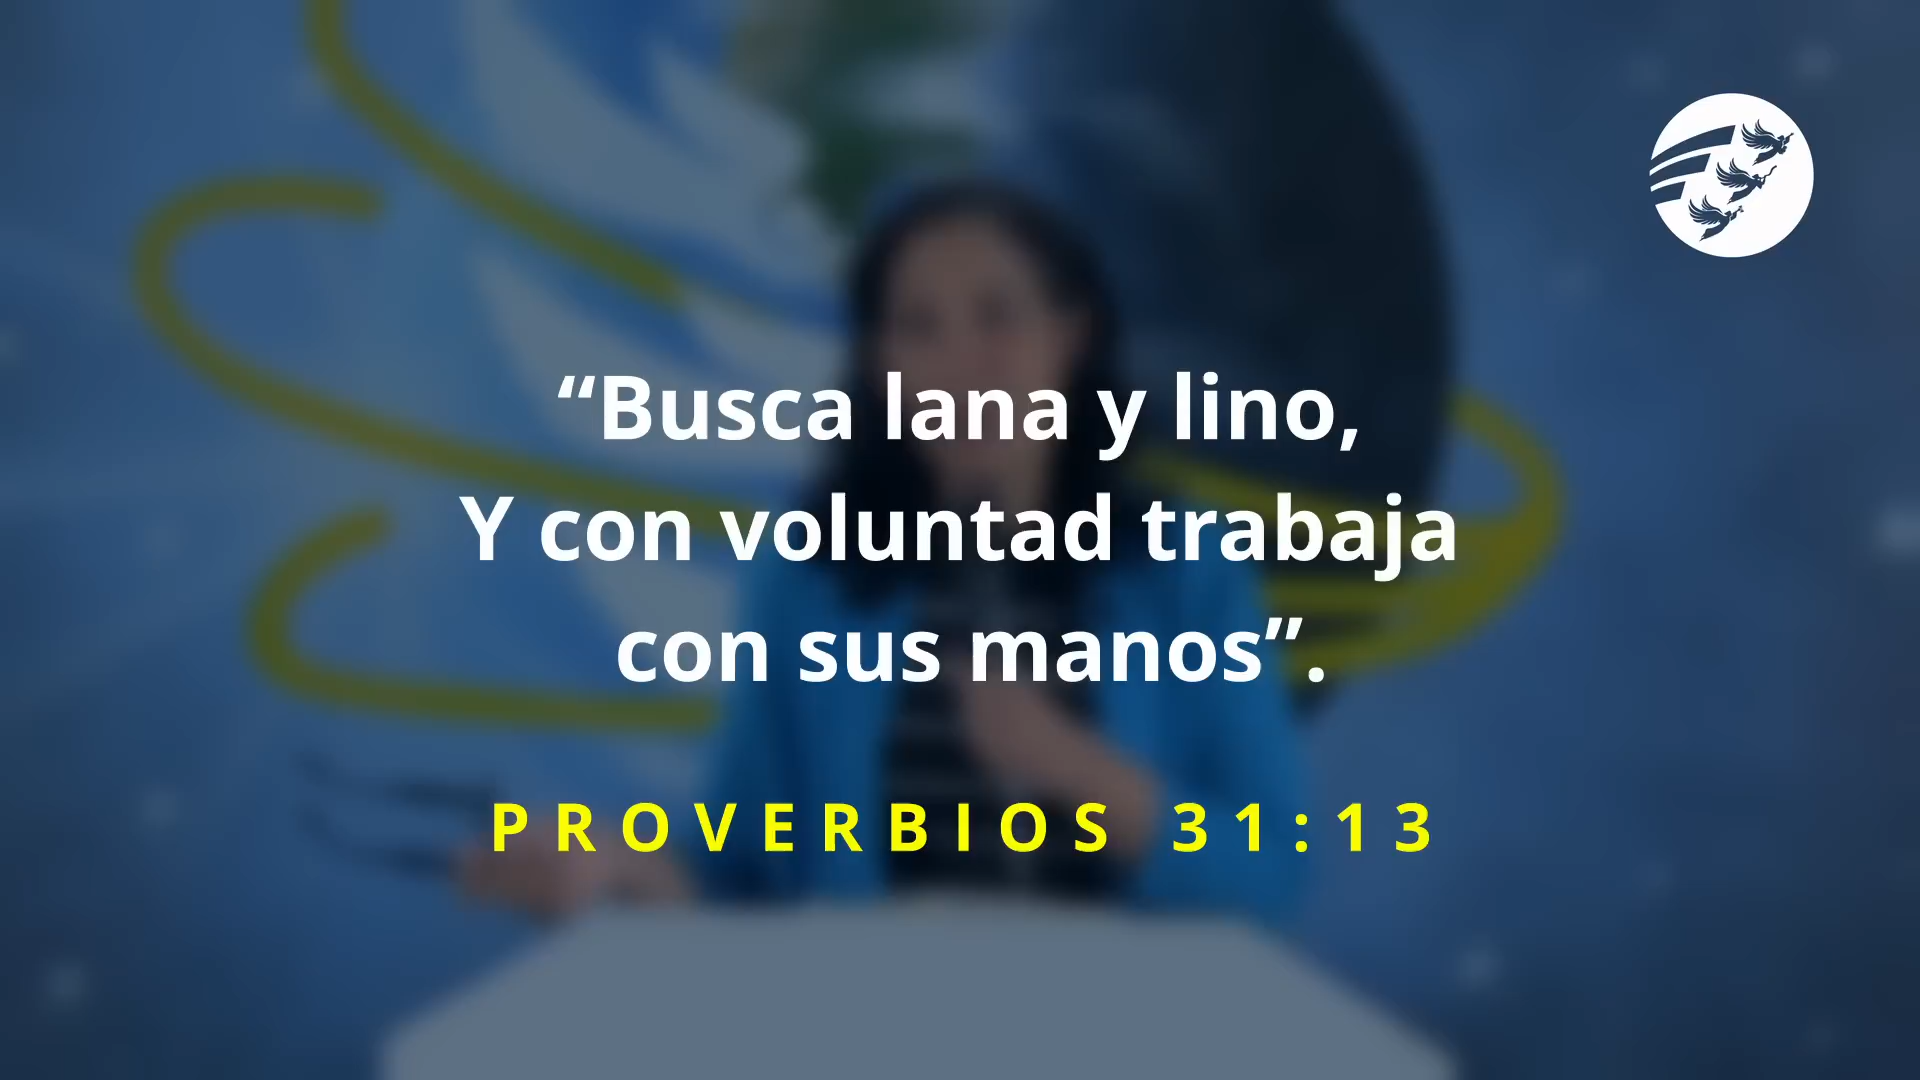 “Busca lana y lino,
Y con voluntad trabaja
con sus manos”.
PROVERBIOS 31:13